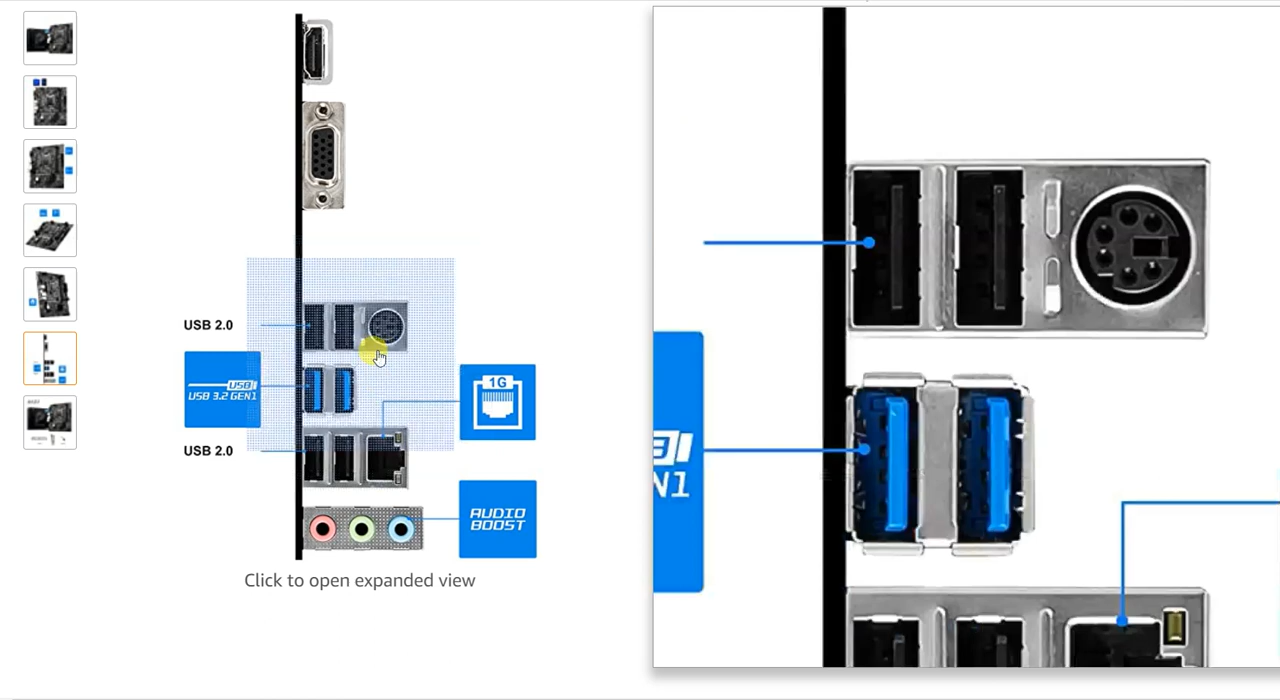 USB 2.0
USB
USB 3.2 GEN1
1G
USB 2.0
AUDIO
BOOST
Click to open expanded view
N1